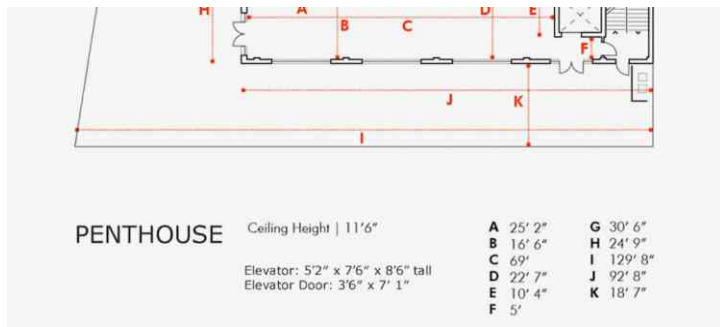 H A B C D E
F
J K
I
PENTHOUSE
Ceiling Height | 11'6"
Elevator: 5'2" x 7'6" x 8'6" tall
Elevator Door: 3'6" x 7' 1"
A 25' 2"
B 16' 6"
C 69'
D 22' 7"
E 10' 4"
F 5'
G 30' 6"
H 24' 9"
I 129' 8"
J 92' 8"
K 18' 7"